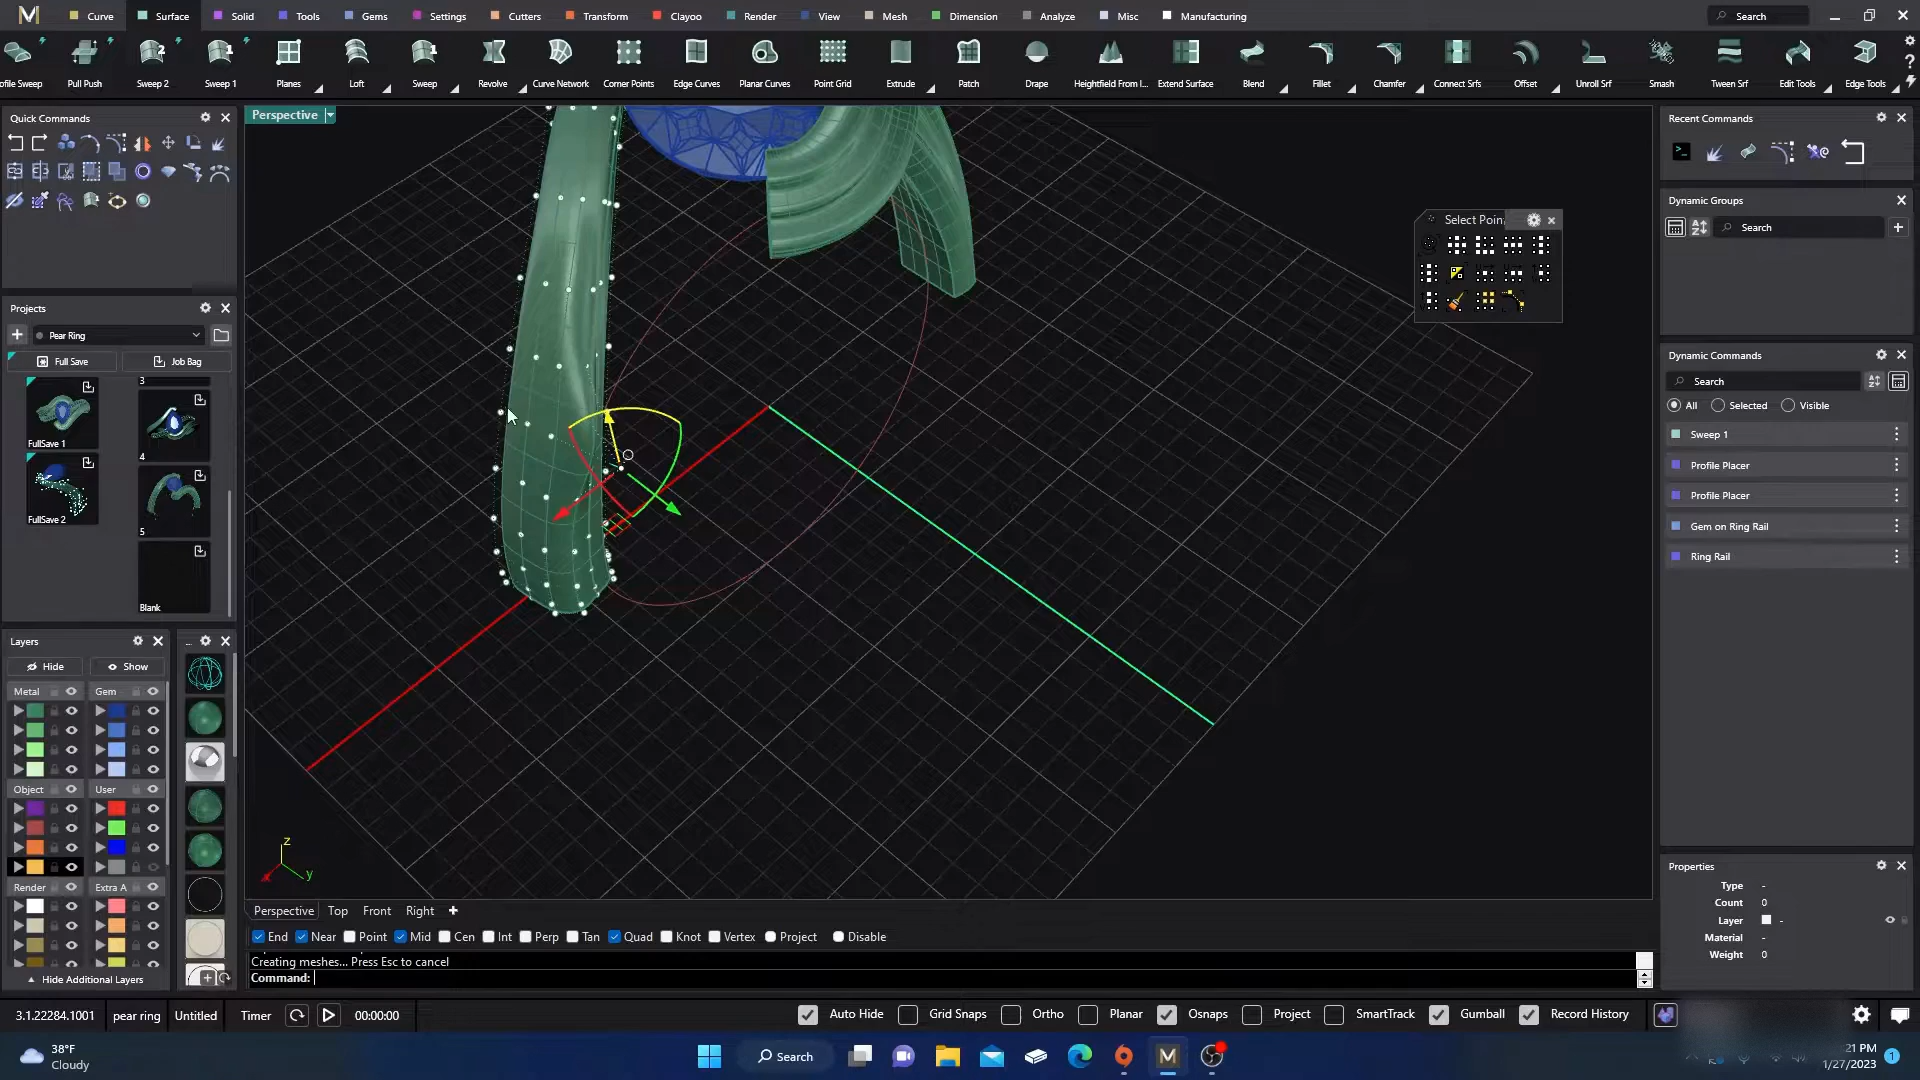 Curve Surface Solid Tools Gems Settings Cutters Transform Clayoo Render View Mesh Dimension Analyze Misc Manufacturing Search
ofile Sweep Pull Push Sweep 2 Sweep 1 Planes Loft Sweep Revolve Curve Network Corner Points Edge Curves Planar Curves Point Grid Extrude Patch Drape Heightfield From I... Extend Surface Blend Fillet Chamfer Connect Srfs Offset Unroll Srf Smash Tween Srf Edit Tools Edge Tools
Quick Commands
Perspective
Projects
Pear Ring
Full Save Job Bag
3
FullSave 1
4
FullSave 2
5
Blank
Layers
Hide Show
Metal Gem
Object User
Render Extra A
Hide Additional Layers
Select Poin
z
y
Perspective Top Front Right
End Near Point Mid Cen Int Perp Tan Quad Knot Vertex Project Disable
Creating meshes... Press Esc to cancel
Command:
Recent Commands
Dynamic Groups
Search
Dynamic Commands
Search
All Selected Visible
Sweep 1
Profile Placer
Profile Placer
Gem on Ring Rail
Ring Rail
Properties
Type -
Count 0
Layer -
Material -
Weight 0
3.1.22284.1001 pear ring Untitled Timer 00:00:00 Auto Hide Grid Snaps Ortho Planar Osnaps Project SmartTrack Gumball Record History
38°F
Cloudy
Search
21 PM
1/27/2023
1